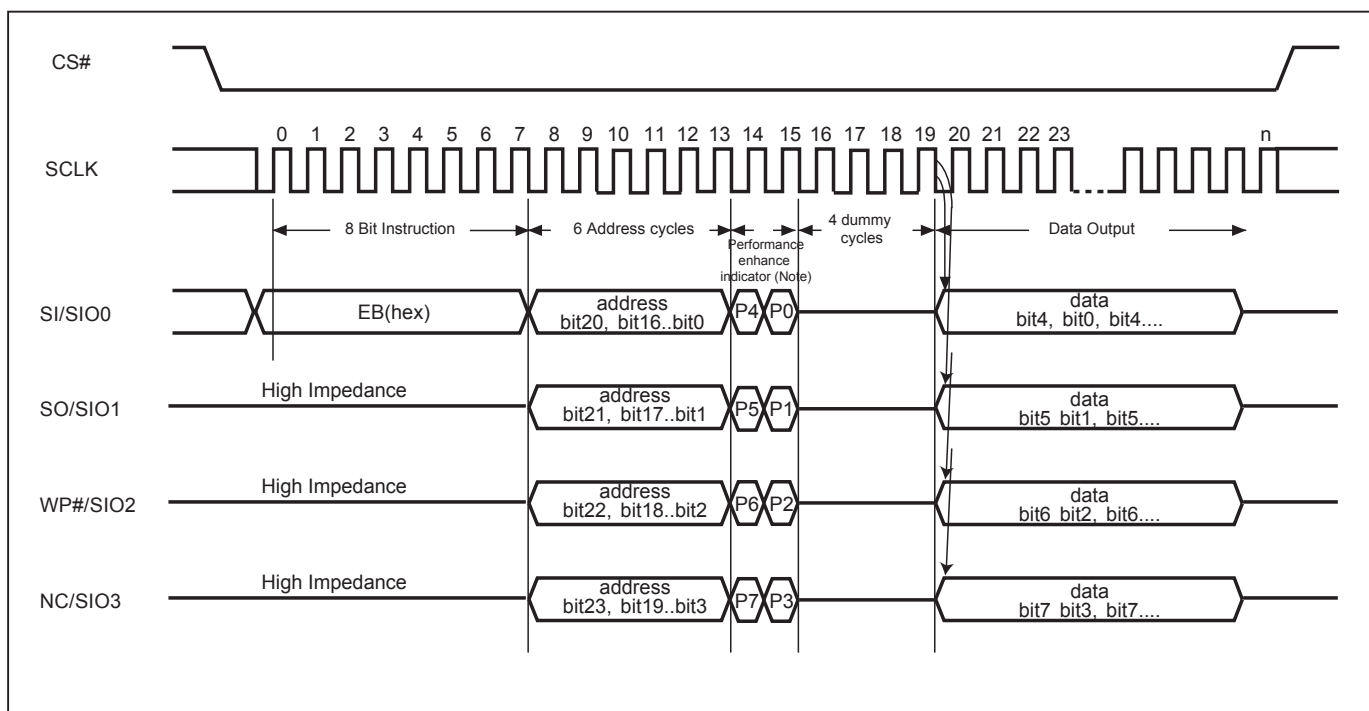 CS#
0 1 2 3 4 5 6 7 8 9 10 11 12 13 14 15 16 17 18 19 20 21 22 23 n
SCLK
8 Bit Instruction
6 Address cycles
Performance
enhance
indicator (Note)
4 dummy
cycles
Data Output
SI/SIO0
EB(hex)
address
bit20, bit16..bit0
P4 P0
data
bit4, bit0, bit4....
SO/SIO1
High Impedance
address
bit21, bit17..bit1
P5 P1
data
bit5 bit1, bit5....
WP#/SIO2
High Impedance
address
bit22, bit18..bit2
P6 P2
data
bit6 bit2, bit6....
NC/SIO3
High Impedance
address
bit23, bit19..bit3
P7 P3
data
bit7 bit3, bit7....